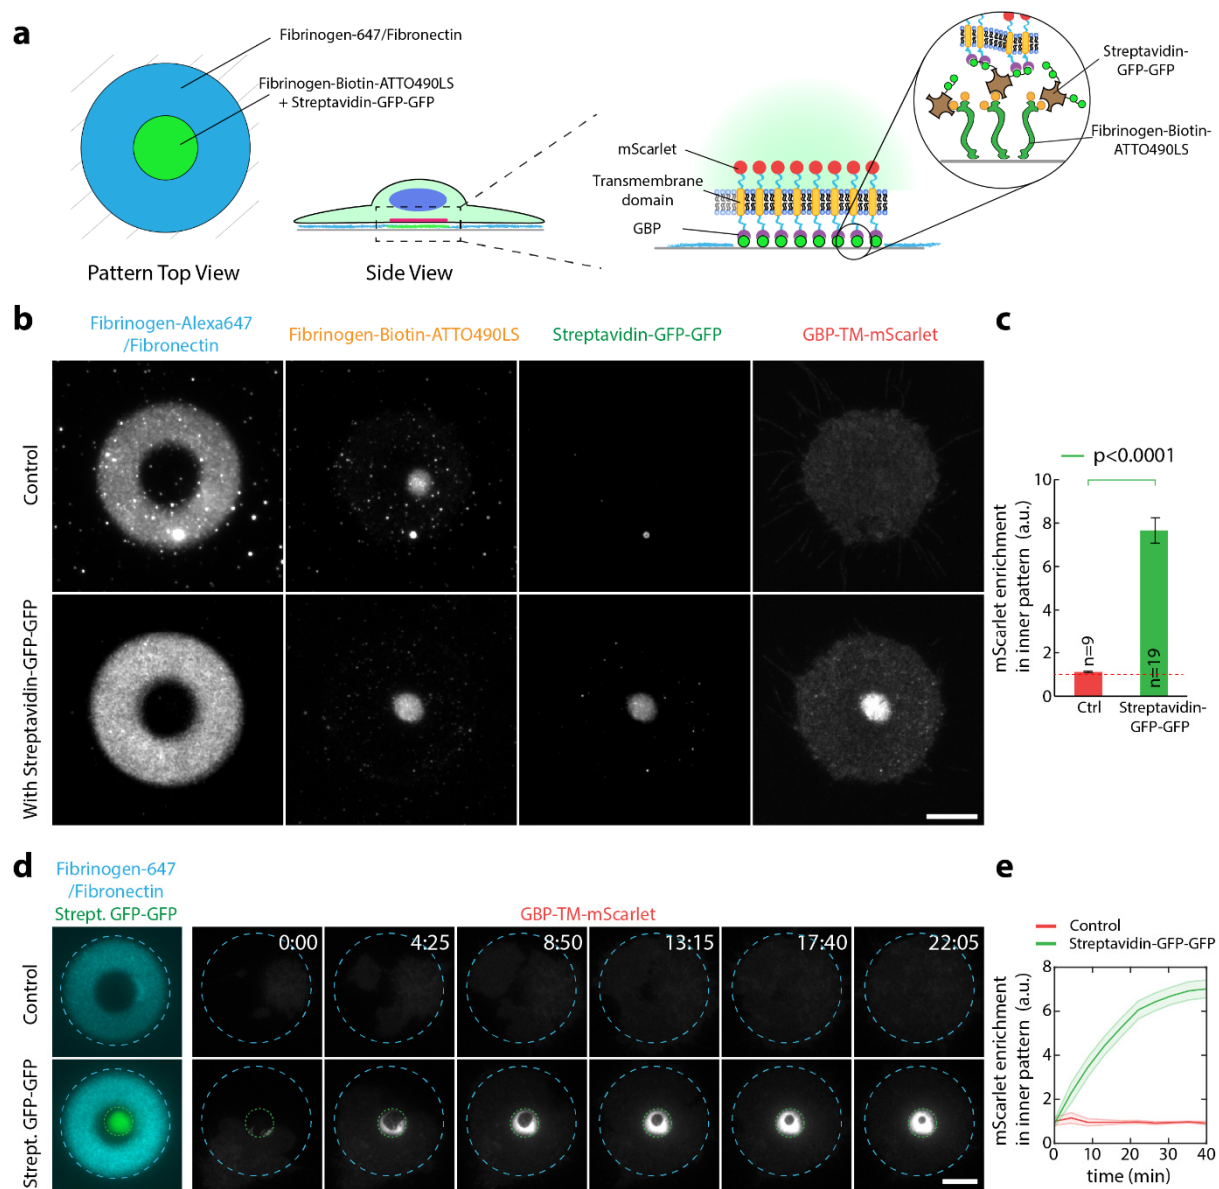 a
Fibrinogen-647/Fibronectin
Fibrinogen-Biotin-ATTO490LS
+ Streptavidin-GFP-GFP
Pattern Top View
Side View
mScarlet
Transmembrane
domain
GBP
Streptavidin-
GFP-GFP
Fibrinogen-Biotin-
ATTO490LS
b
Fibrinogen-Alexa647
/Fibronectin
Fibrinogen-Biotin-ATTO490LS
Streptavidin-GFP-GFP
GBP-TM-mScarlet
Control
With Streptavidin-GFP-GFP
c
p<0.0001
mScarlet enrichment
in inner pattern (a.u.)
10
8
6
4
2
0
n=9
n=19
Ctrl
Streptavidin-
GFP-GFP
d
Fibrinogen-647
/Fibronectin
Strept. GFP-GFP
GBP-TM-mScarlet
0:00
4:25
8:50
13:15
17:40
22:05
Control
Strept. GFP-GFP
e
Control
Streptavidin-GFP-GFP
mScarlet enrichment
in inner pattern (a.u.)
8
6
4
2
0
0 10 20 30 40
time (min)